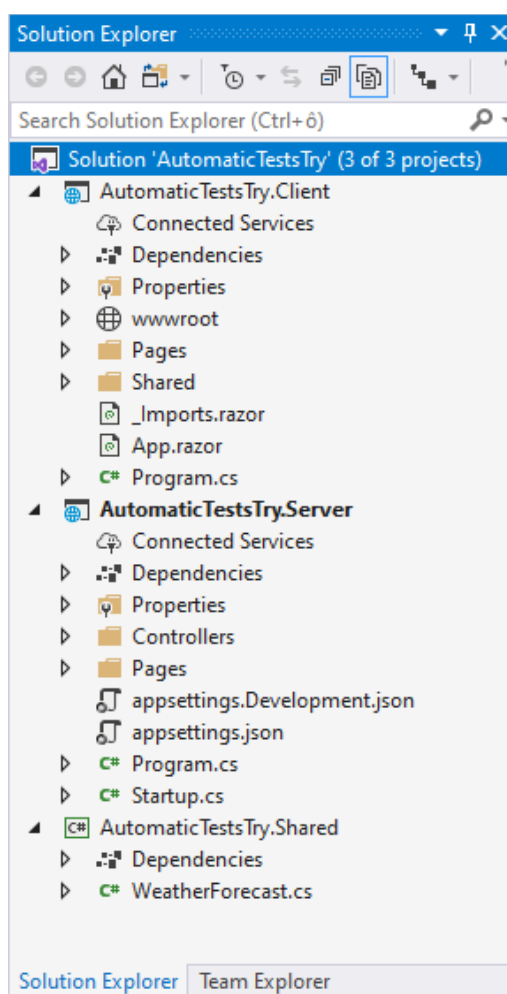 Solution Explorer
Search Solution Explorer (Ctrl+ô)
Solution 'AutomaticTestsTry' (3 of 3 projects)
AutomaticTestsTry.Client
Connected Services
Dependencies
Properties
wwwroot
Pages
Shared
_Imports.razor
App.razor
C# Program.cs
AutomaticTestsTry.Server
Connected Services
Dependencies
Properties
Controllers
Pages
appsettings.Development.json
appsettings.json
C# Program.cs
C# Startup.cs
C# AutomaticTestsTry.Shared
Dependencies
C# WeatherForecast.cs
Solution Explorer Team Explorer